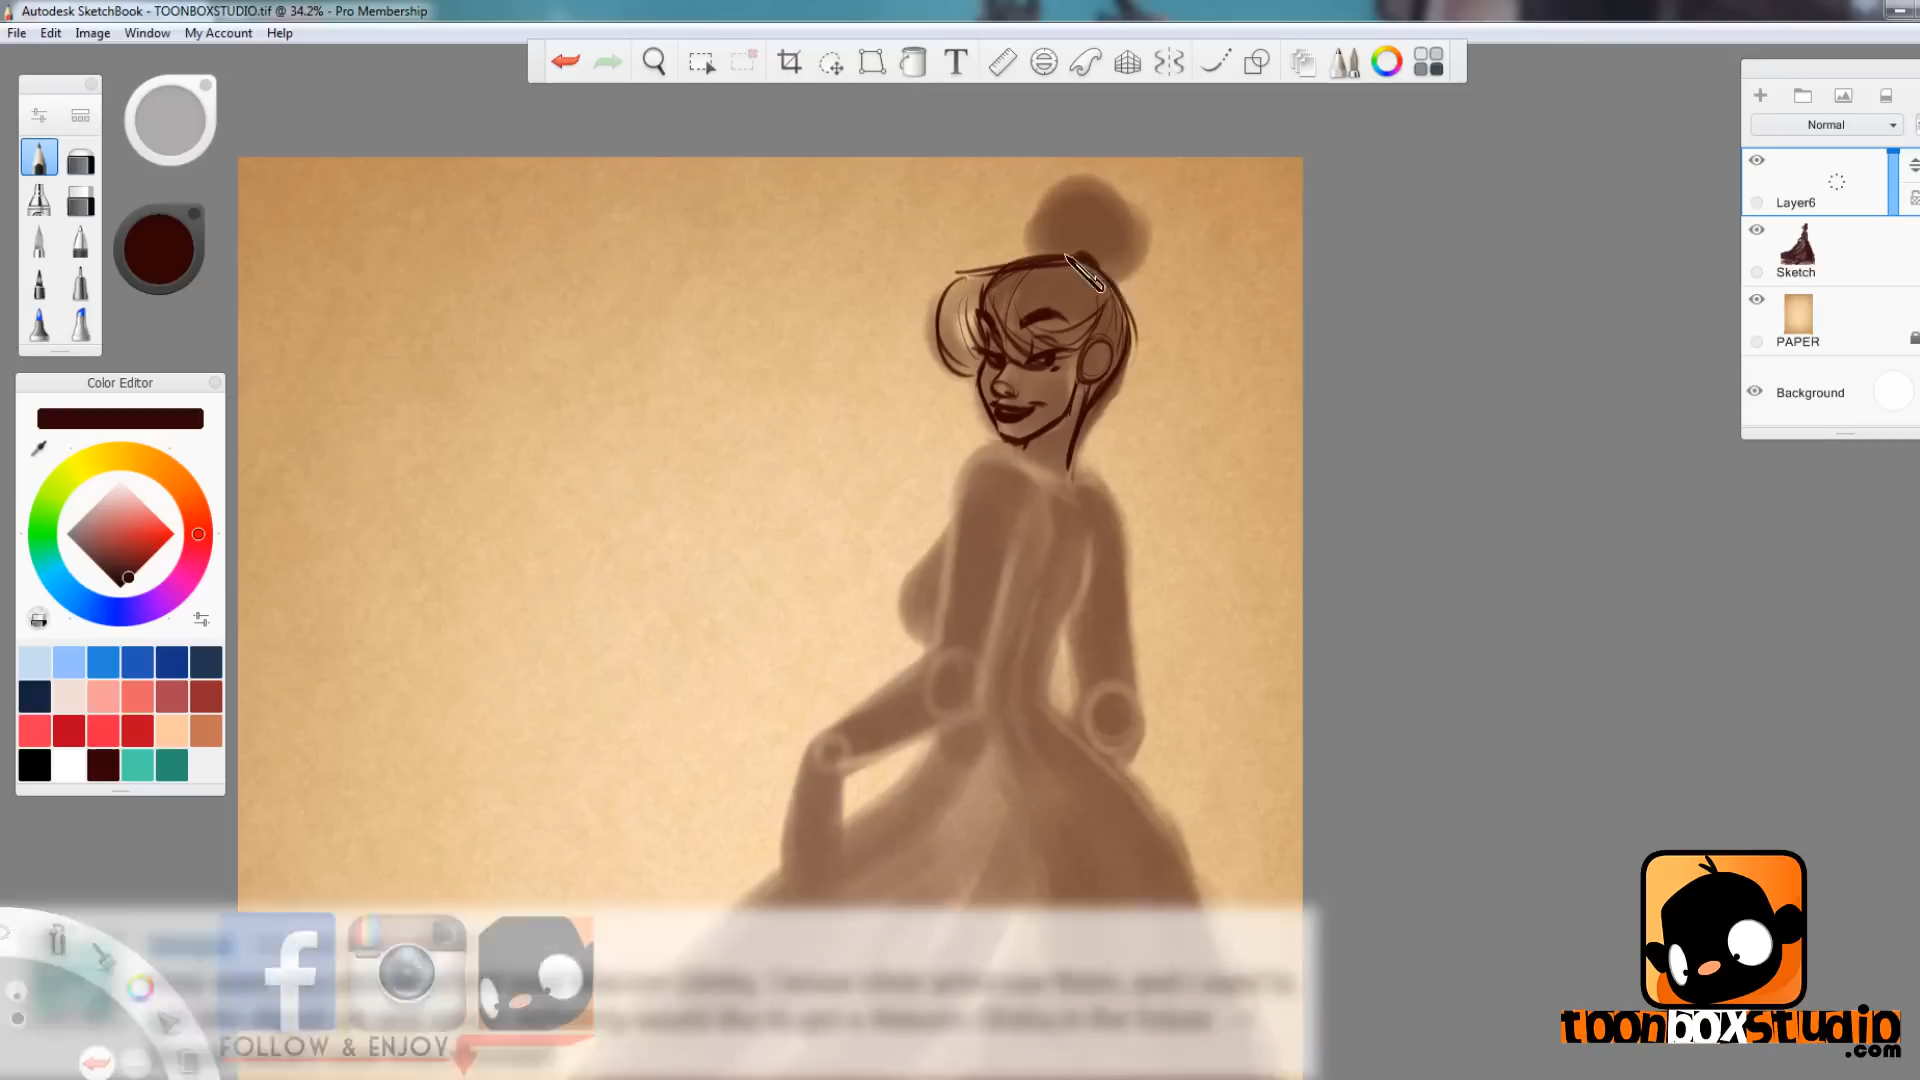 Autodesk SketchBook - TOONBOXSTUDIO.tif @ 34.2% - Pro Membership
File Edit Image Window My Account Help
T
Normal
Layer6
Sketch
Color Editor
PAPER
Background
f
FOLLOW & ENJOY
toonboxstudio
.com